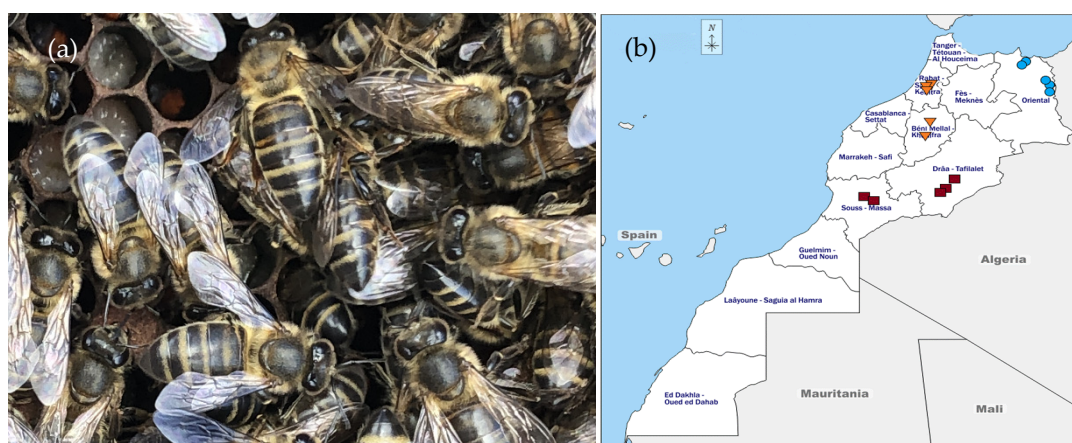 (a)
(b)
N
Tanger -
Tétouan -
Al Houceima
Rabat -
Fès -
Meknès
Oriental
Casablanca -
Settat
Béni Mellal -
Marrakeh - Safi
Drâa - Tafilalet
Souss - Massa
Spain
Guelmim -
Oued Noun
Algeria
Laâyoune - Saguia al Hamra
Ed Dakhla -
Oued ed Dahab
Mauritania
Mali